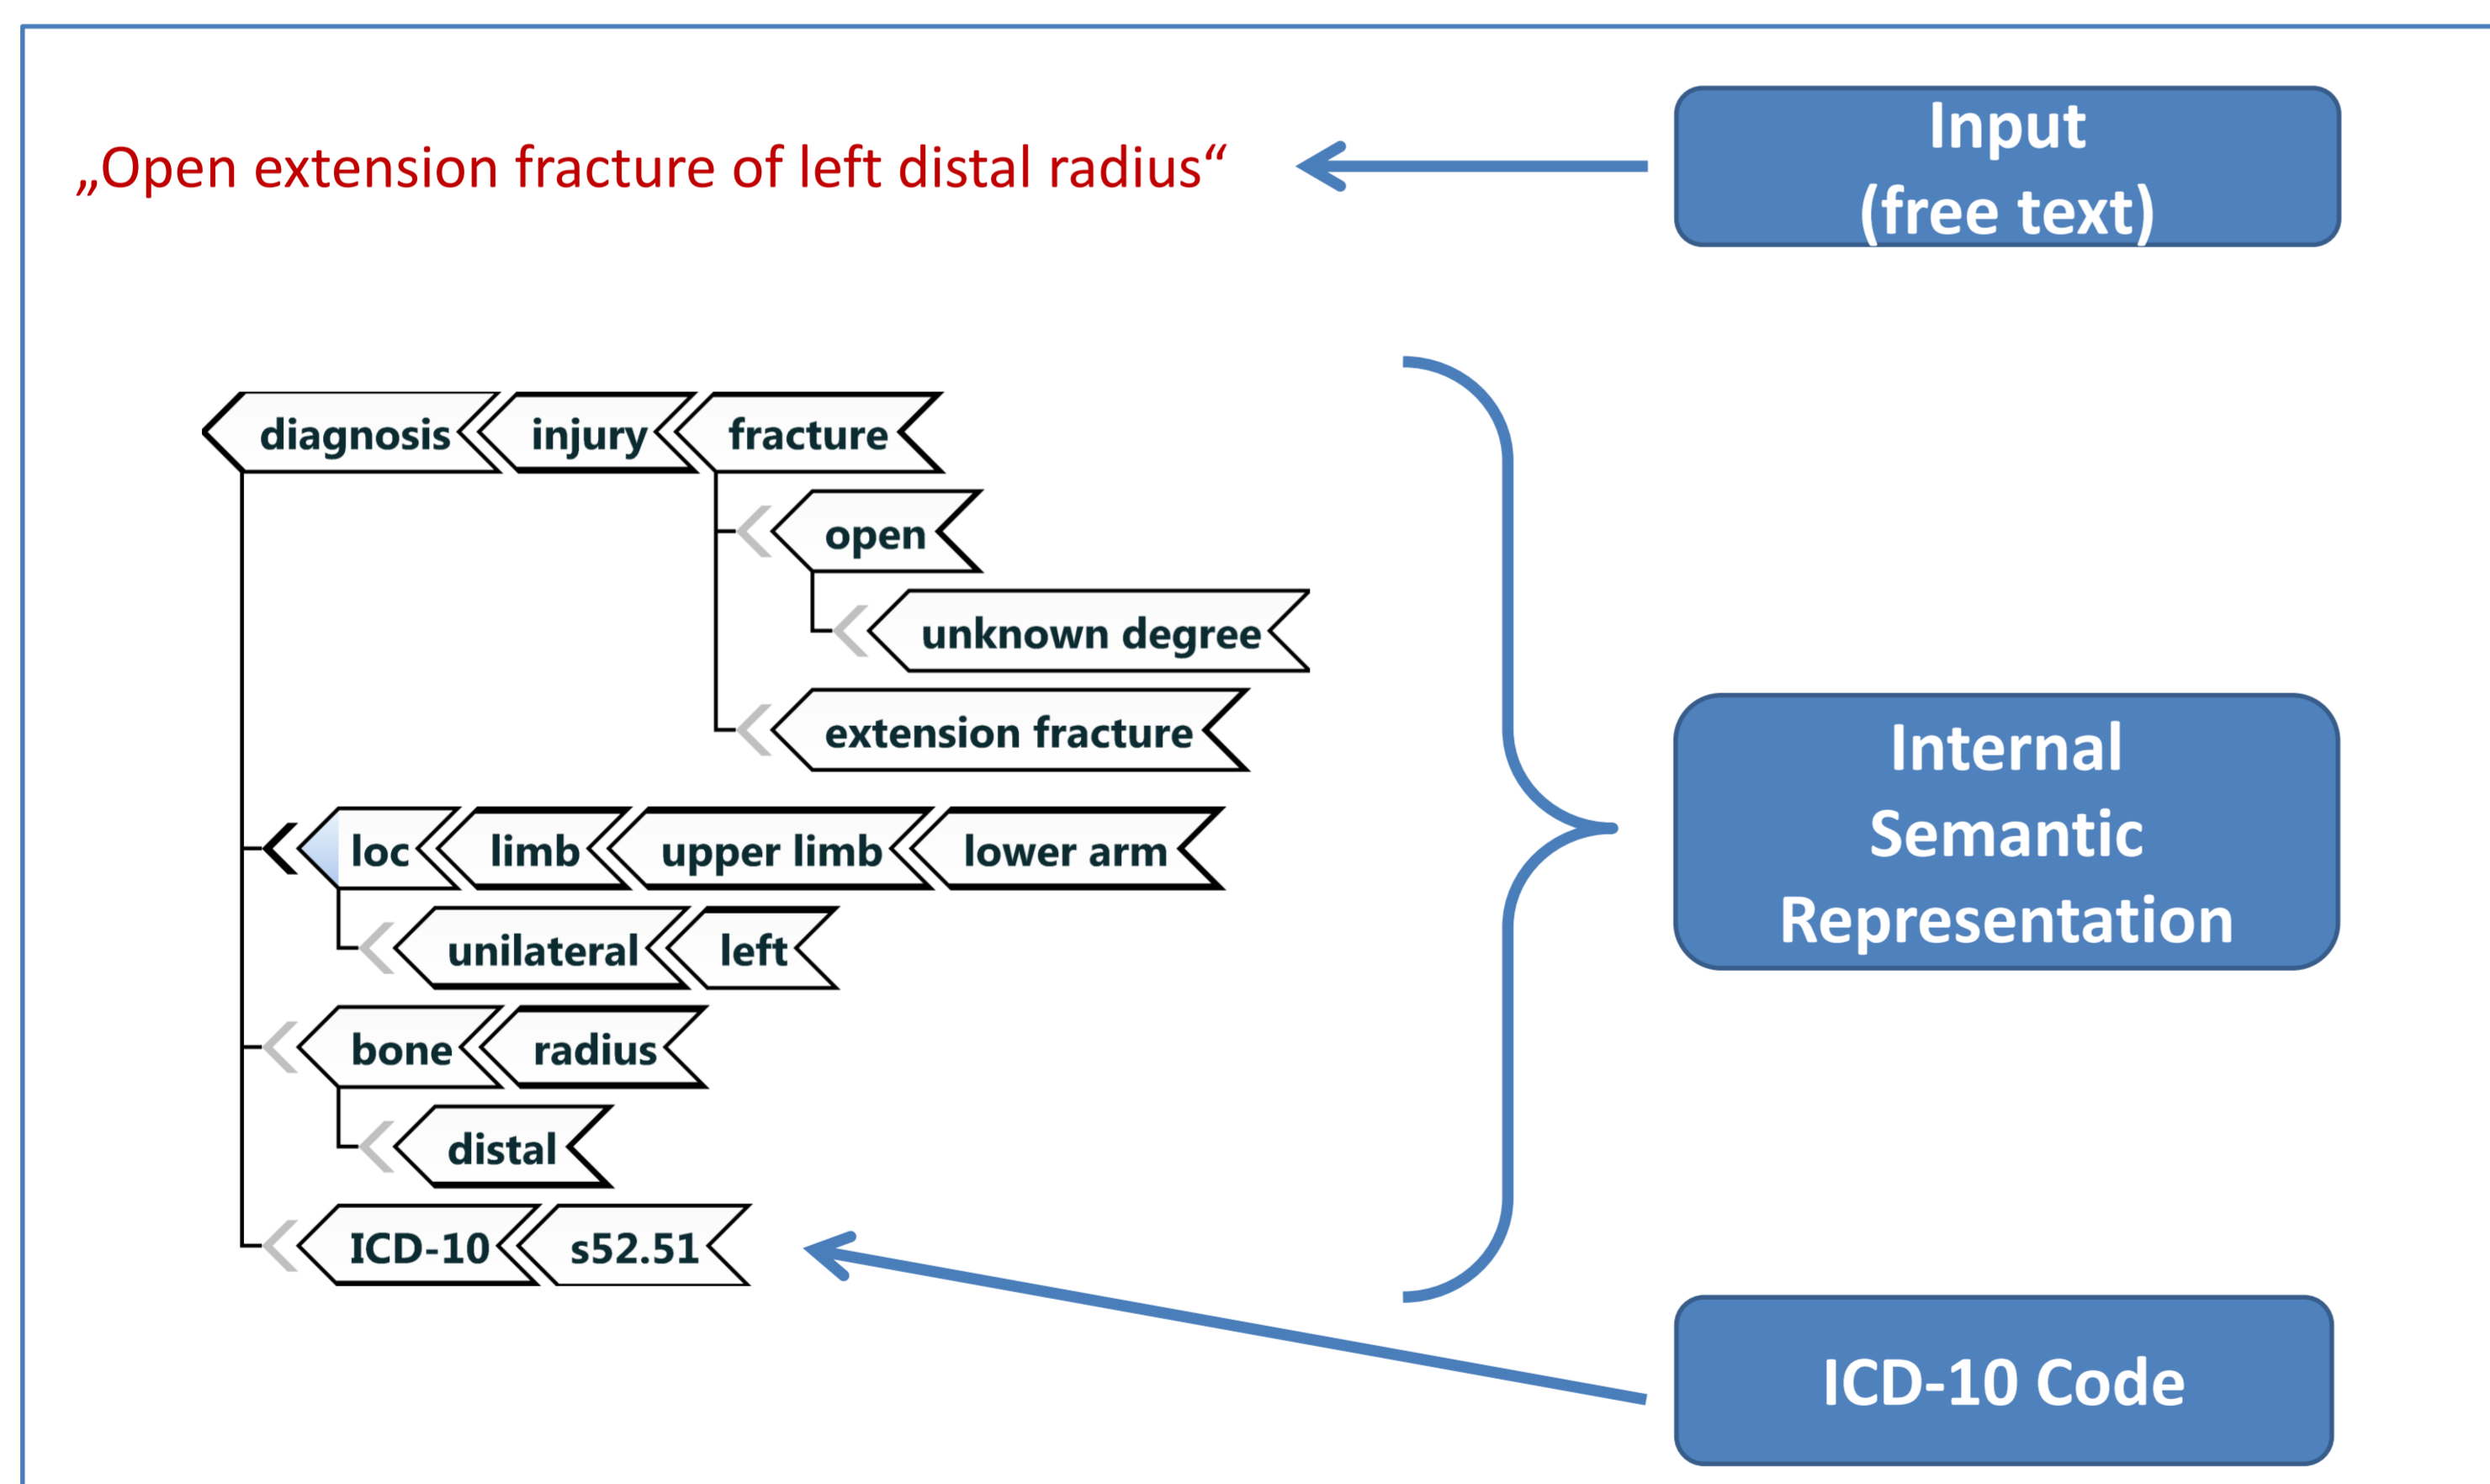 „Open extension fracture of left distal radius“
Input
(free text)
diagnosis injury fracture
open
unknown degree
extension fracture
loc limb upper limb lower arm
unilateral left
bone radius
distal
ICD-10 s52.51
Internal
Semantic
Representation
ICD-10 Code